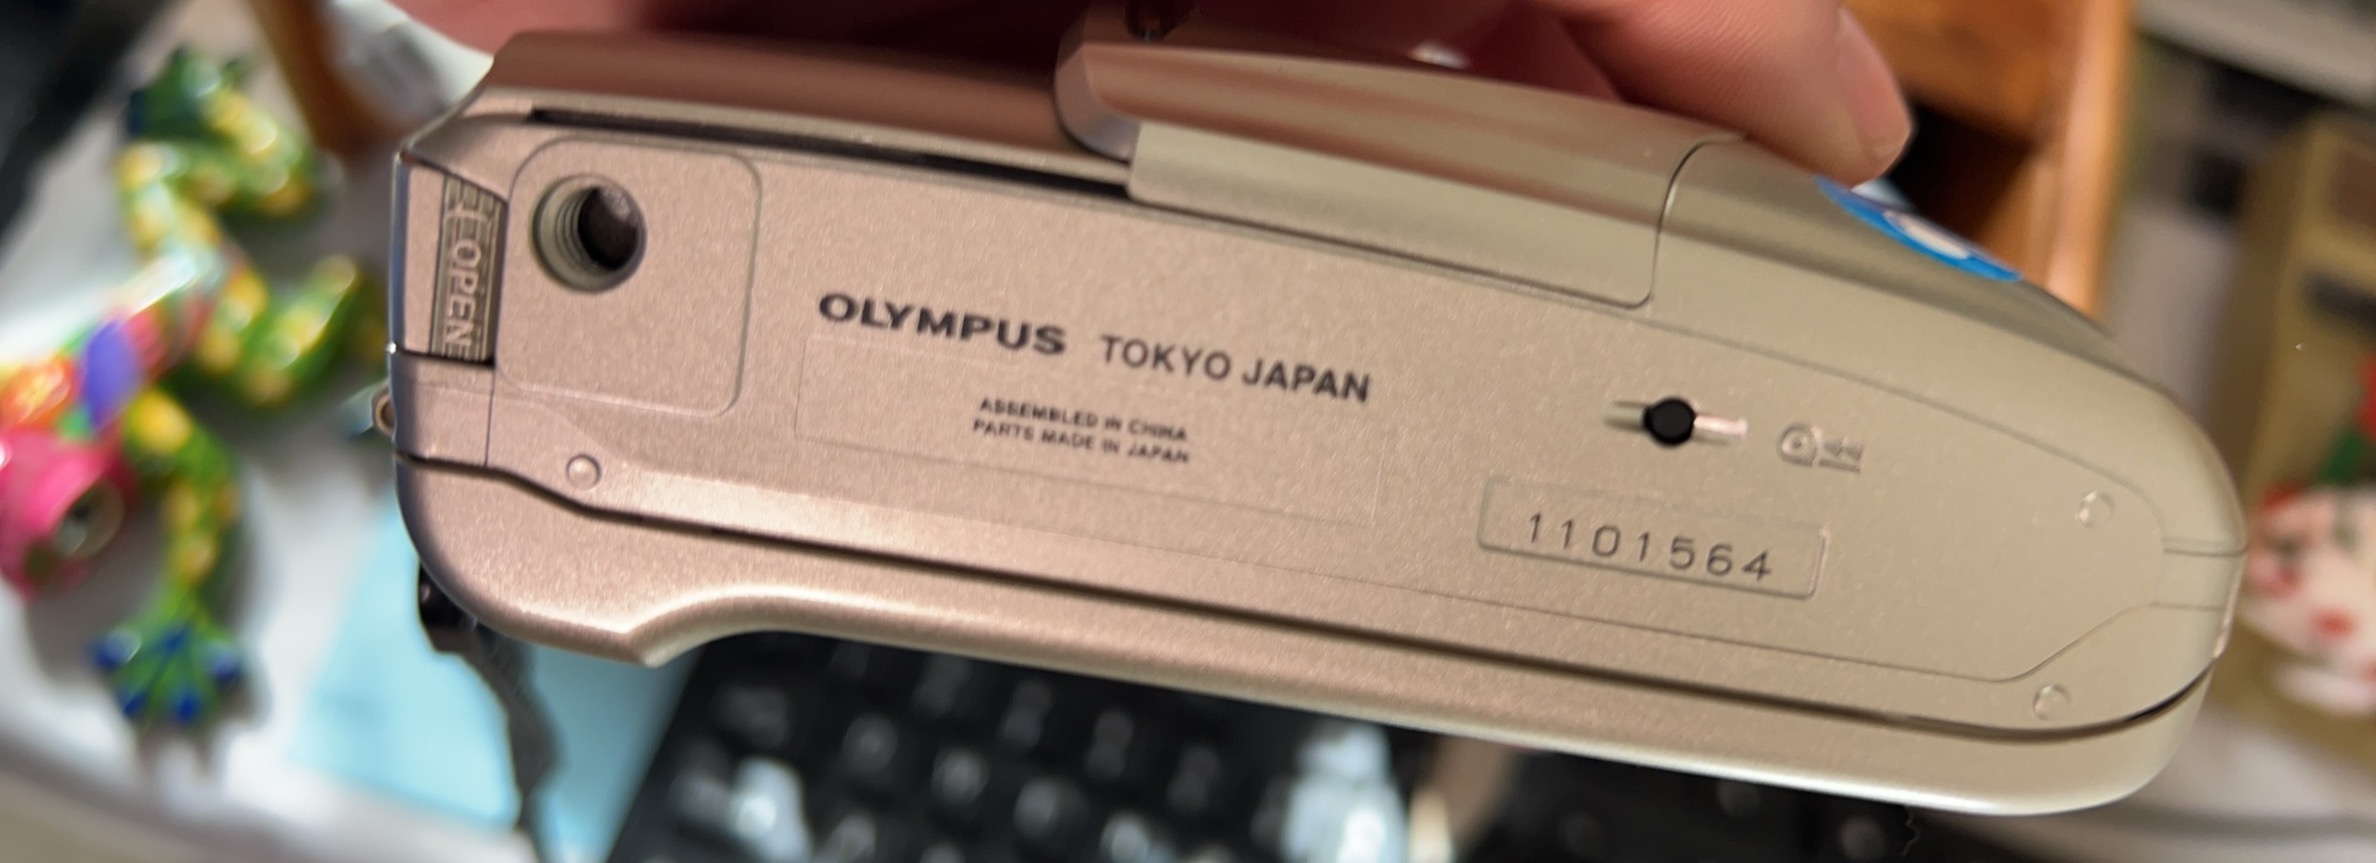 OPEN
OLYMPUS TOKYO JAPAN
ASSEMBLED IN CHINA
PARTS MADE IN JAPAN
1101564